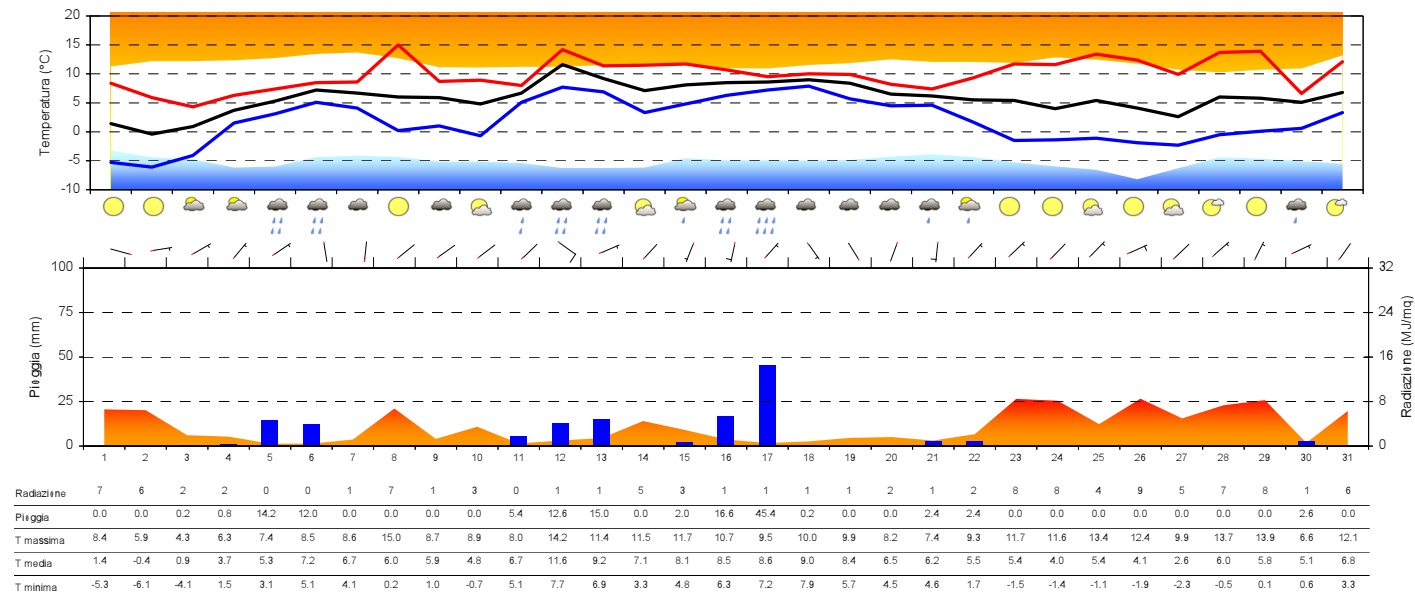 20
15
10
5
0
-5
-10
Temperatura (°C)
100 32
75 24
50 16
25 8
0 0
Pioggia (mm)
Radiazione (MJ/mq)
1 2 3 4 5 6 7 8 9 10 11 12 13 14 15 16 17 18 19 20 21 22 23 24 25 26 27 28 29 30 31
Radiazione 7 6 2 2 0 0 1 7 1 3 0 1 1 5 3 1 1 1 1 2 1 2 8 8 4 9 5 7 8 1 6
Pioggia 0.0 0.0 0.2 0.8 14.2 12.0 0.0 0.0 0.0 0.0 5.4 12.6 15.0 0.0 2.0 16.6 45.4 0.2 0.0 0.0 2.4 2.4 0.0 0.0 0.0 0.0 0.0 0.0 0.0 2.6 0.0
T massima 8.4 5.9 4.3 6.3 7.4 8.5 8.6 15.0 8.7 8.9 8.0 14.2 11.4 11.5 11.7 10.7 9.5 10.0 9.9 8.2 7.4 9.3 11.7 11.6 13.4 12.4 9.9 13.7 13.9 6.6 12.1
T media 1.4 -0.4 0.9 3.7 5.3 7.2 6.7 6.0 5.9 4.8 6.7 11.6 9.2 7.1 8.1 8.5 8.6 9.0 8.4 6.5 6.2 5.5 5.4 4.0 5.4 4.1 2.6 6.0 5.8 5.1 6.8
T minima -5.3 -6.1 -4.1 1.5 3.1 5.1 4.1 0.2 1.0 -0.7 5.1 7.7 6.9 3.3 4.8 6.3 7.2 7.9 5.7 4.5 4.6 1.7 -1.5 -1.4 -1.1 -1.9 -2.3 -0.5 0.1 0.6 3.3